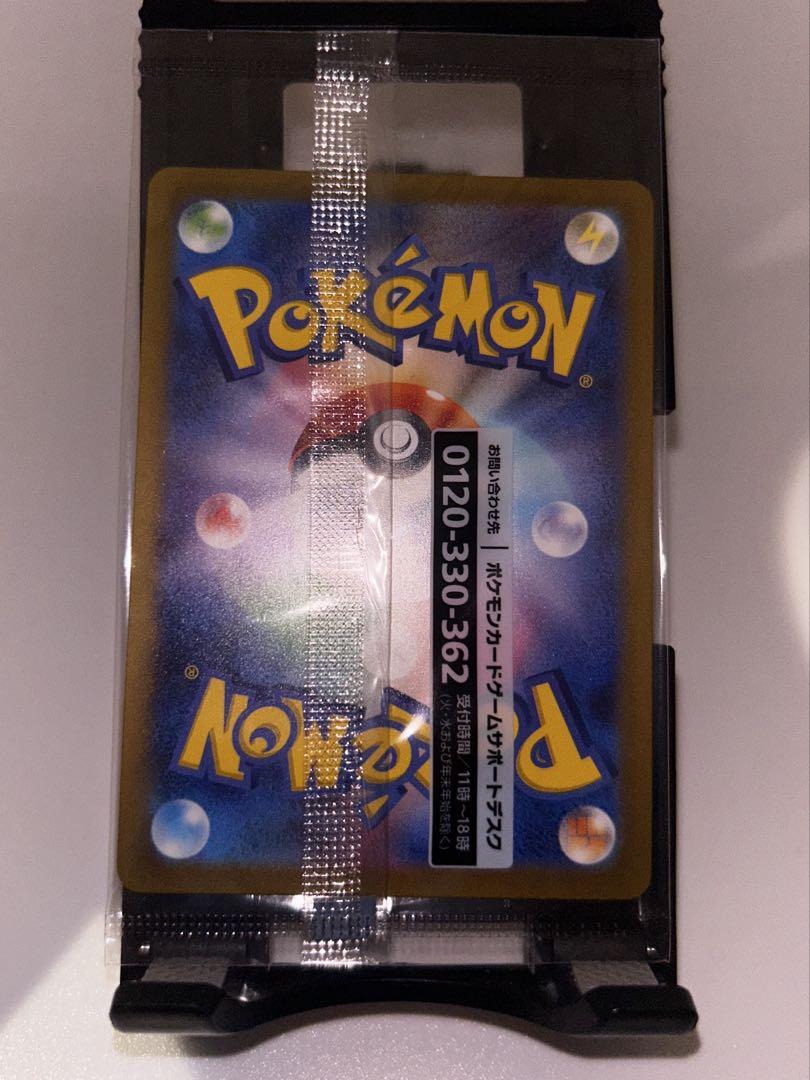 POKéMON
®
お問い合わせ先 | ポケモンカードゲームサポートデスク
0120-330-362 受付時間/11時~18時
(火・水および年末年始を除く)
POKéMON
®